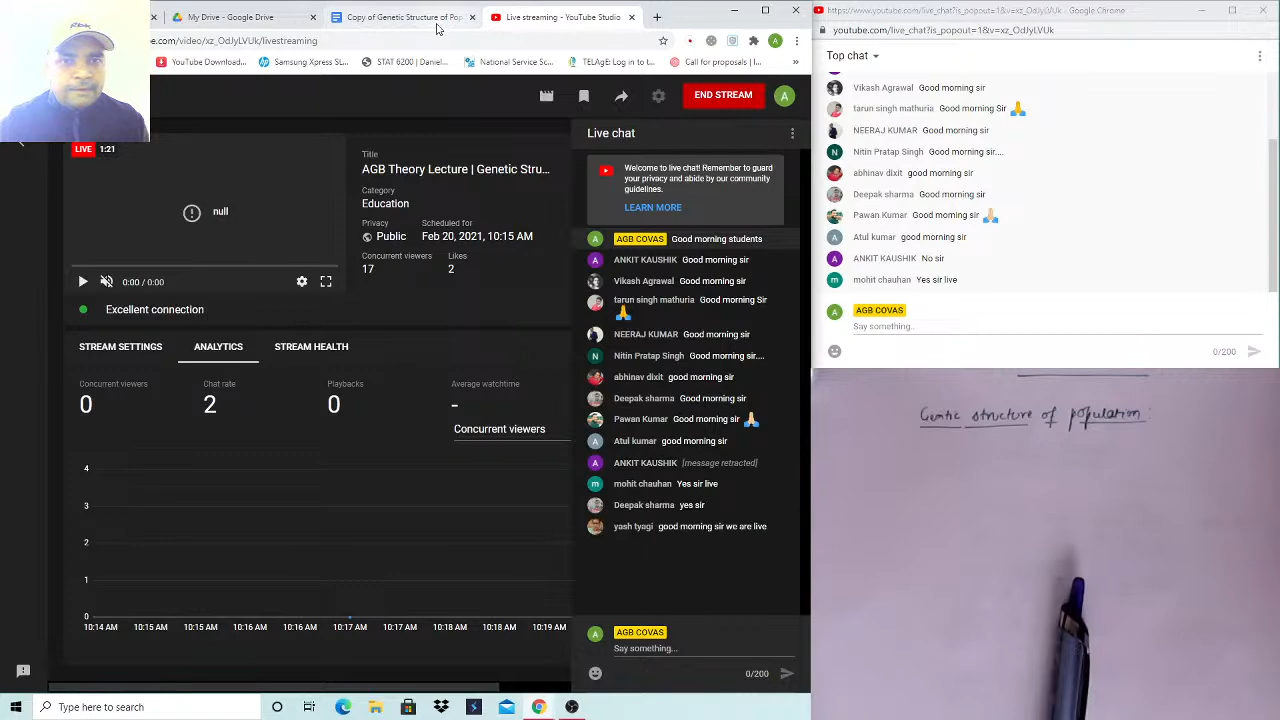 My Drive - Google Drive
Copy of Genetic Structure of Pop
Live streaming - YouTube Studio
be.com/video/xz_OdJyLVUk/livestreaming
YouTube Download...
Samsung Xpress SL...
STAT 6200 | Daniel...
National Service Sc...
TELAgE: Log in to t...
Call for proposals | I...
END STREAM
A
LIVE 1:21
null
0:00 / 0:00
Title
AGB Theory Lecture | Genetic Stru...
Category
Education
Privacy
Public
Scheduled for
Feb 20, 2021, 10:15 AM
Concurrent viewers
17
Likes
2
Excellent connection
STREAM SETTINGS
ANALYTICS
STREAM HEALTH
Concurrent viewers
0
Chat rate
2
Playbacks
0
Average watchtime
-
Concurrent viewers
4
3
2
1
0
10:14 AM 10:15 AM 10:15 AM 10:16 AM 10:16 AM 10:17 AM 10:17 AM 10:18 AM 10:18 AM 10:19 AM
Live chat
Welcome to live chat! Remember to guard
your privacy and abide by our community
guidelines.
LEARN MORE
AGB COVAS Good morning students
ANKIT KAUSHIK Good morning sir
Vikash Agrawal Good morning sir
tarun singh mathuria Good morning Sir
🙏
NEERAJ KUMAR Good morning sir
Nitin Pratap Singh Good morning sir....
abhinav dixit good morning sir
Deepak sharma Good morning sir
Pawan Kumar Good morning sir 🙏🏻
Atul kumar good morning sir
ANKIT KAUSHIK [message retracted]
mohit chauhan Yes sir live
Deepak sharma yes sir
yash tyagi good morning sir we are live
AGB COVAS
Say something...
0/200
Type here to search
https://www.youtube.com/live_chat?is_popout=1&v=xz_OdJyLVUk - Google Chrome
youtube.com/live_chat?is_popout=1&v=xz_OdJyLVUk
Top chat
Vikash Agrawal Good morning sir
tarun singh mathuria Good morning Sir 🙏
NEERAJ KUMAR Good morning sir
Nitin Pratap Singh Good morning sir....
abhinav dixit good morning sir
Deepak sharma Good morning sir
Pawan Kumar Good morning sir 🙏🏻
Atul kumar good morning sir
ANKIT KAUSHIK No sir
mohit chauhan Yes sir live
AGB COVAS
Say something..
0/200
structure of population: